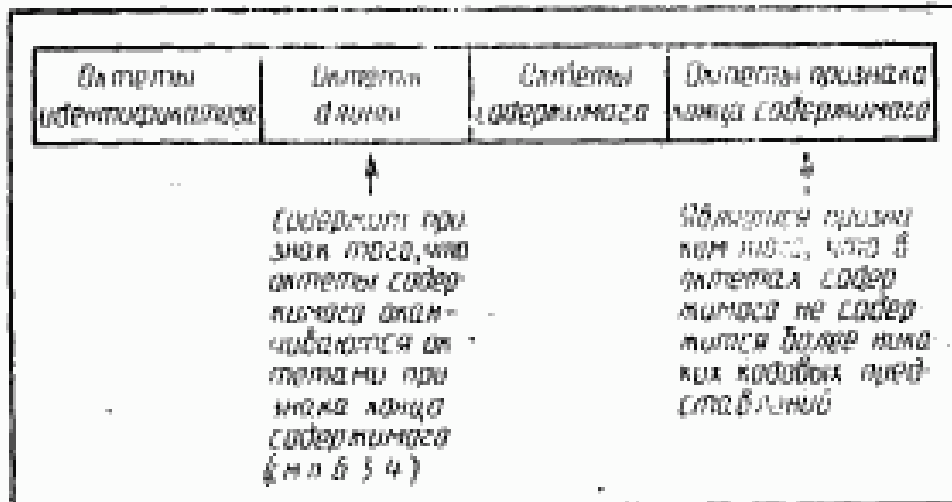 Октеты
идентификатора
Октеты
длины
Октеты
содержимого
Октеты признака
конца содержимого
Содержит при
знак того, что
октеты содер-
жимого окан-
чиваются ок-
тетами при
знака конца
содержимого
Являются призна
ком того, что в
октетах содер
жимого не содер-
жится более ника
ких кодовых пред-
ставлений